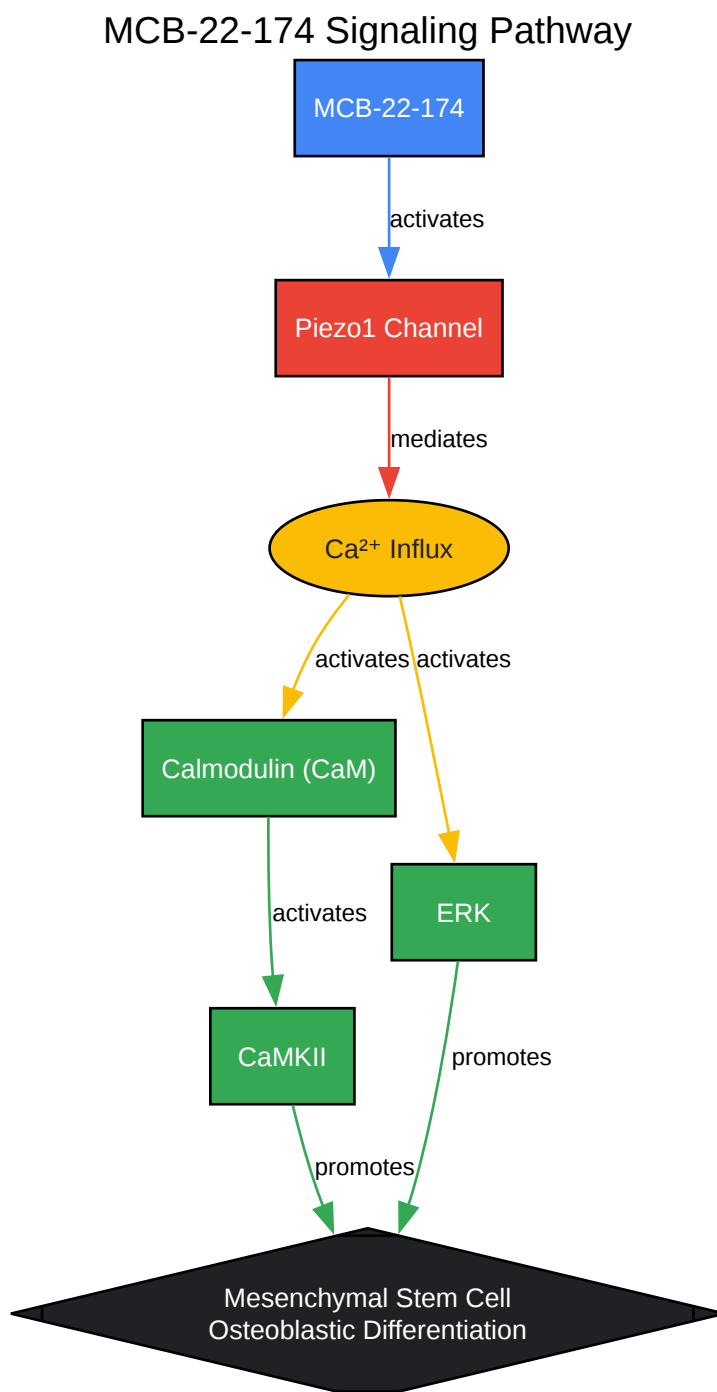 MCB-22-174 Signaling Pathway
MCB-22-174
activates
Piezo1 Channel
mediates
Ca²⁺ Influx
activates
activates
Calmodulin (CaM)
activates
ERK
CaMKII
promotes
promotes
Mesenchymal Stem Cell
Osteoblastic Differentiation